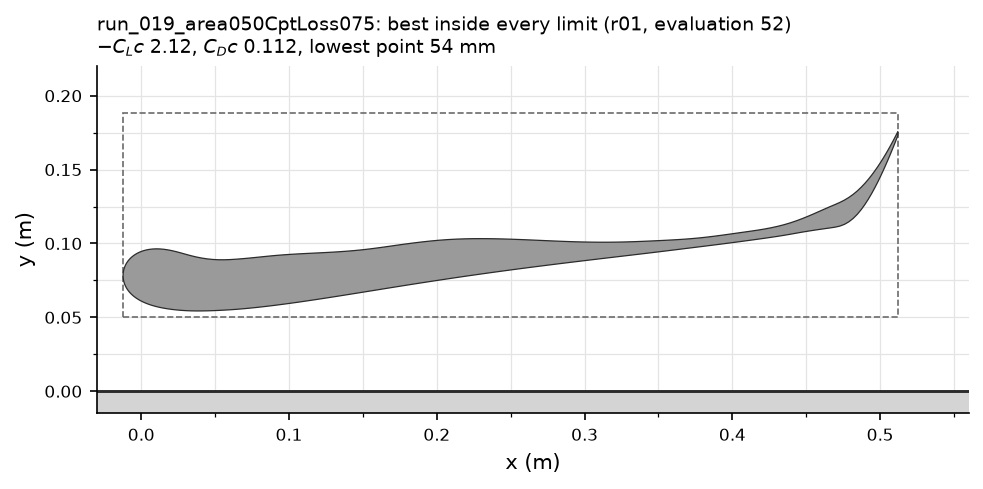 run_019_area050CptLoss075: best inside every limit (r01, evaluation 52)
−C_Lc 2.12, C_Dc 0.112, lowest point 54 mm
0.20
0.15
0.10
0.05
0.00
y (m)
0.0 0.1 0.2 0.3 0.4 0.5
x (m)